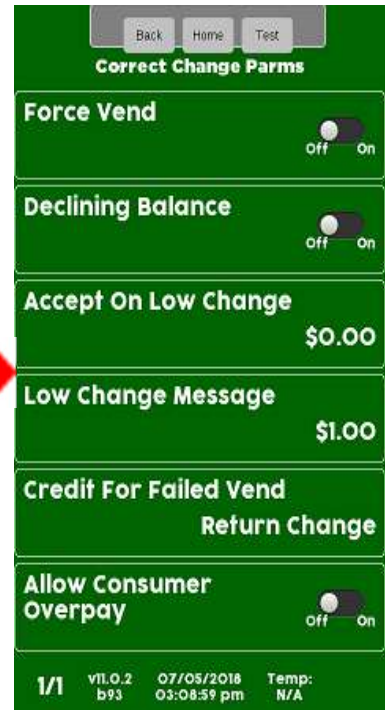 Back Home Test
Correct Change Parms
Force Vend
Off On
Declining Balance
Off On
Accept On Low Change
$0.00
Low Change Message
$1.00
Credit For Failed Vend
Return Change
Allow Consumer
Overpay
Off On
1/1 v11.0.2 07/05/2018 Temp:
b93 03:08:59 pm N/A